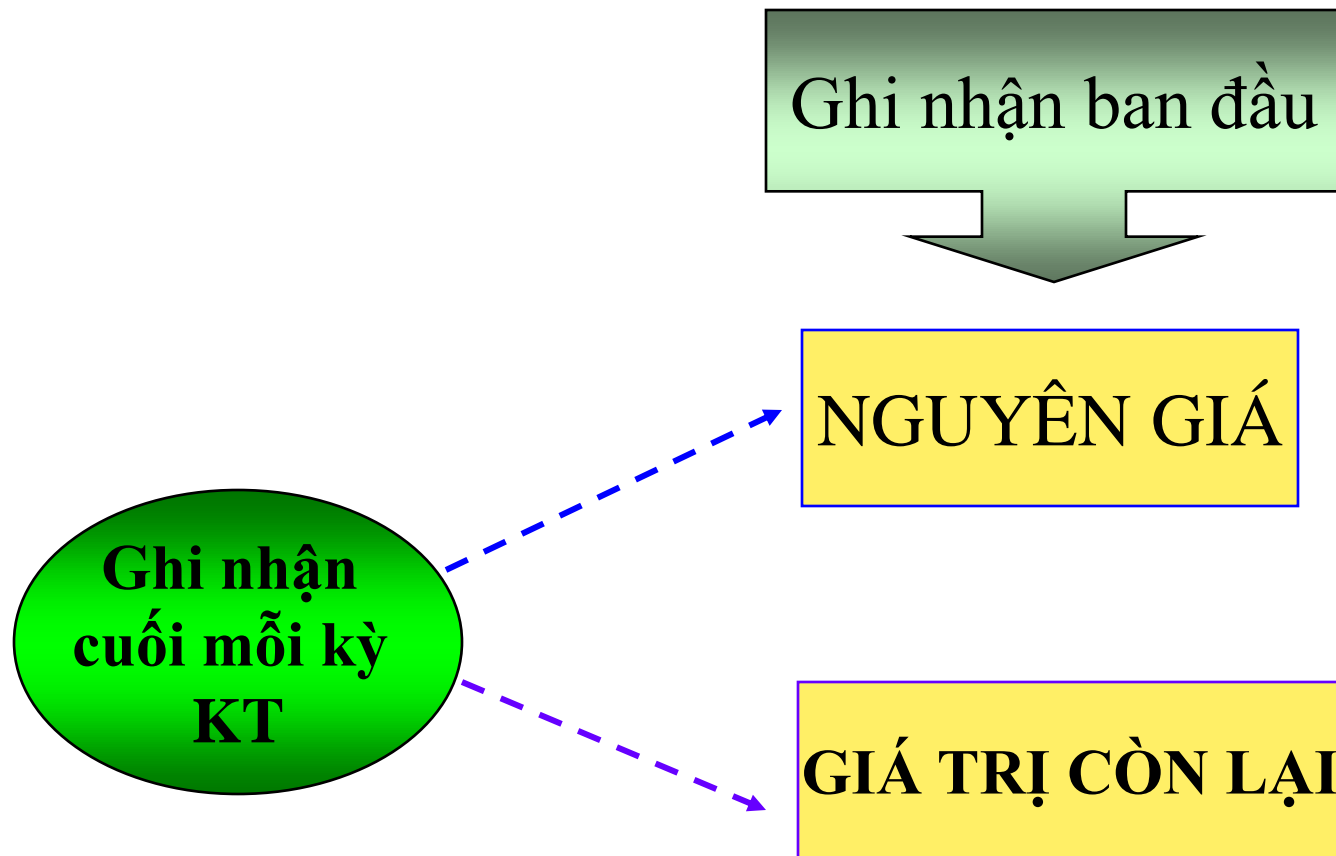 Ghi nhận ban đầu
NGUYÊN GIÁ
Ghi nhận
cuối mỗi kỳ
KT
GIÁ TRỊ CÒN LẠI